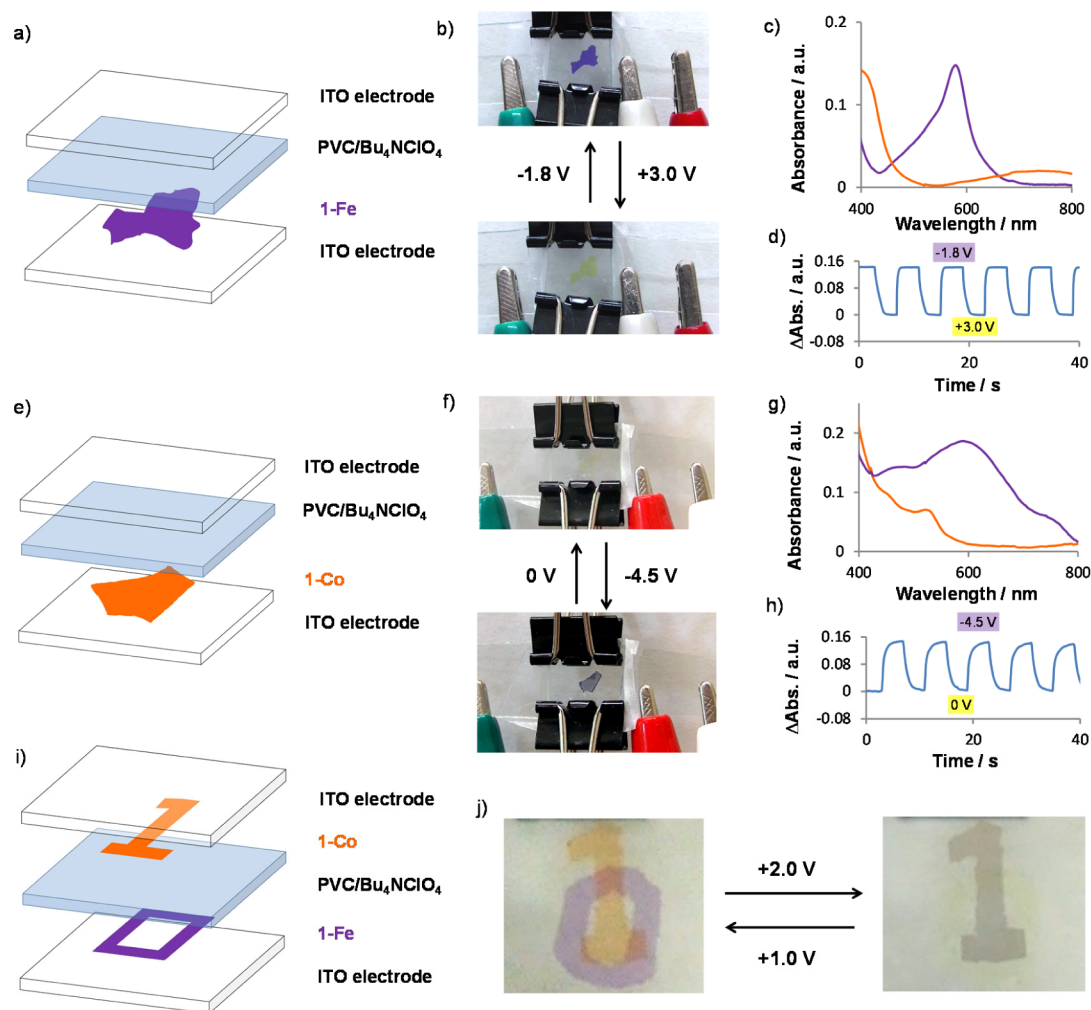 a)
ITO electrode
PVC/Bu₄NClO₄
1-Fe
ITO electrode
b)
-1.8 V
+3.0 V
c)
Absorbance / a.u.
0.2
0.1
0
400
600
800
Wavelength / nm
d)
ΔAbs. / a.u.
0.16
0.08
0
-0.08
-1.8 V
+3.0 V
0
20
40
Time / s
e)
ITO electrode
PVC/Bu₄NClO₄
1-Co
ITO electrode
f)
0 V
-4.5 V
g)
Absorbance / a.u.
0.2
0.1
0
400
600
800
Wavelength / nm
h)
-4.5 V
ΔAbs. / a.u.
0.16
0.08
0
-0.08
0 V
0
20
40
Time / s
i)
ITO electrode
1-Co
PVC/Bu₄NClO₄
1-Fe
ITO electrode
1
j)
1
0
+2.0 V
+1.0 V
1